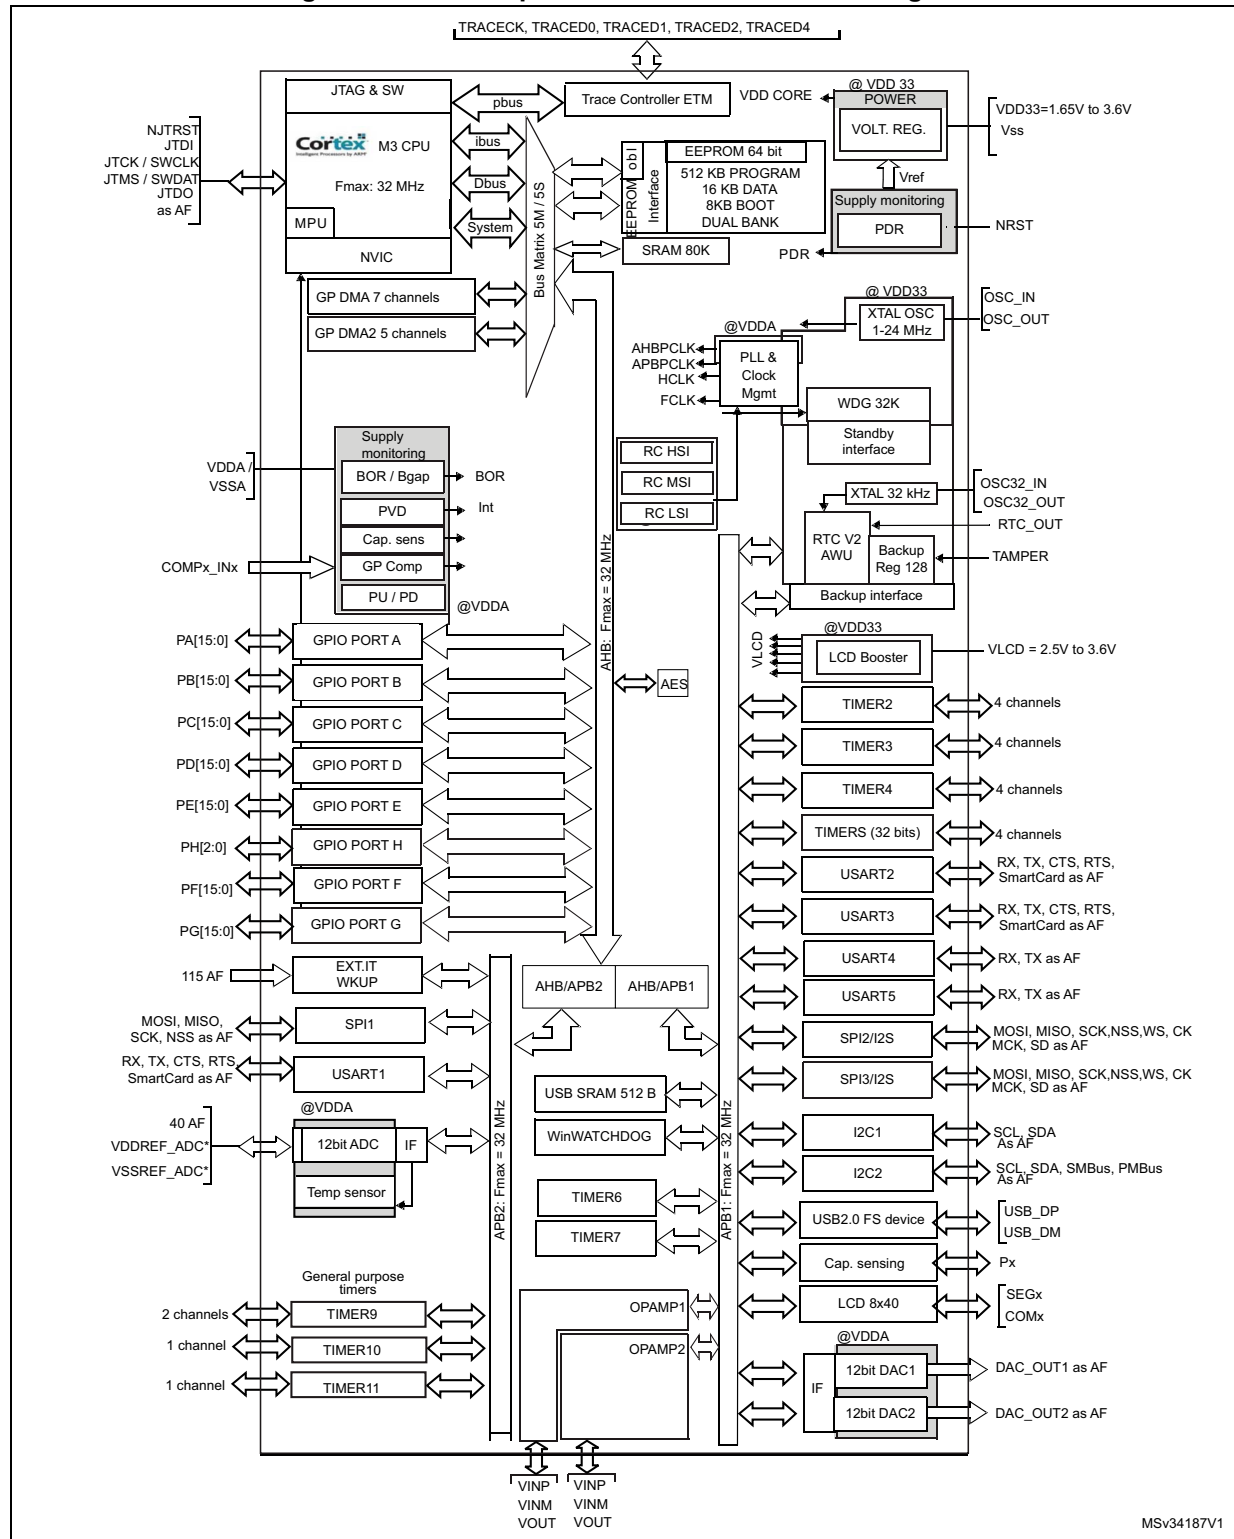 TRACECK, TRACED0, TRACED1, TRACED2, TRACED4
JTAG & SW
pbus
Trace Controller ETM
VDD CORE
@ VDD 33
POWER
VOLT. REG.
VDD33=1.65V to 3.6V
Vss
NJTRST
JTDI
JTCK / SWCLK
JTMS / SWDAT
JTDO
as AF
Cortex
Intelligent Processors by ARM
M3 CPU
Fmax: 32 MHz
MPU
NVIC
ibus
Dbus
System
Bus Matrix 5M / 5S
EEPROM
Interface
obl
EEPROM 64 bit
512 KB PROGRAM
16 KB DATA
8KB BOOT
DUAL BANK
SRAM 80K
Vref
Supply monitoring
PDR
PDR
NRST
GP DMA 7 channels
GP DMA2 5 channels
@ VDD33
XTAL OSC
1-24 MHz
OSC_IN
OSC_OUT
@VDDA
PLL &
Clock
Mgmt
AHBPCLK
APBPCLK
HCLK
FCLK
WDG 32K
Standby
interface
RC HSI
RC MSI
RC LSI
XTAL 32 kHz
OSC32_IN
OSC32_OUT
RTC V2
AWU
Backup
Reg 128
RTC_OUT
TAMPER
Backup interface
VDDA /
VSSA
Supply
monitoring
BOR / Bgap
BOR
PVD
Int
Cap. sens
GP Comp
PU / PD
COMPx_INx
@VDDA
AHB: Fmax = 32 MHz
@VDD33
VLCD
LCD Booster
VLCD = 2.5V to 3.6V
AES
PA[15:0]
GPIO PORT A
PB[15:0]
GPIO PORT B
PC[15:0]
GPIO PORT C
PD[15:0]
GPIO PORT D
PE[15:0]
GPIO PORT E
PH[2:0]
GPIO PORT H
PF[15:0]
GPIO PORT F
PG[15:0]
GPIO PORT G
TIMER2
4 channels
TIMER3
4 channels
TIMER4
4 channels
TIMERS (32 bits)
4 channels
USART2
RX, TX, CTS, RTS,
SmartCard as AF
USART3
RX, TX, CTS, RTS,
SmartCard as AF
USART4
RX, TX as AF
USART5
RX, TX as AF
SPI2/I2S
MOSI, MISO, SCK,NSS,WS, CK
MCK, SD as AF
SPI3/I2S
MOSI, MISO, SCK,NSS,WS, CK
MCK, SD as AF
I2C1
SCL, SDA
As AF
I2C2
SCL, SDA, SMBus, PMBus
As AF
USB2.0 FS device
USB_DP
USB_DM
Cap. sensing
Px
LCD 8x40
SEGx
COMx
@VDDA
IF
12bit DAC1
DAC_OUT1 as AF
12bit DAC2
DAC_OUT2 as AF
115 AF
EXT.IT
WKUP
MOSI, MISO,
SCK, NSS as AF
SPI1
RX, TX, CTS, RTS
SmartCard as AF
USART1
AHB/APB2
AHB/APB1
@VDDA
40 AF
VDDREF_ADC*
VSSREF_ADC*
12bit ADC
IF
Temp sensor
APB2: Fmax = 32 MHz
APB1: Fmax = 32 MHz
USB SRAM 512 B
WinWATCHDOG
TIMER6
TIMER7
General purpose
timers
2 channels
TIMER9
1 channel
TIMER10
1 channel
TIMER11
OPAMP1
OPAMP2
VINP
VINM
VOUT
VINP
VINM
VOUT
MSv34187V1